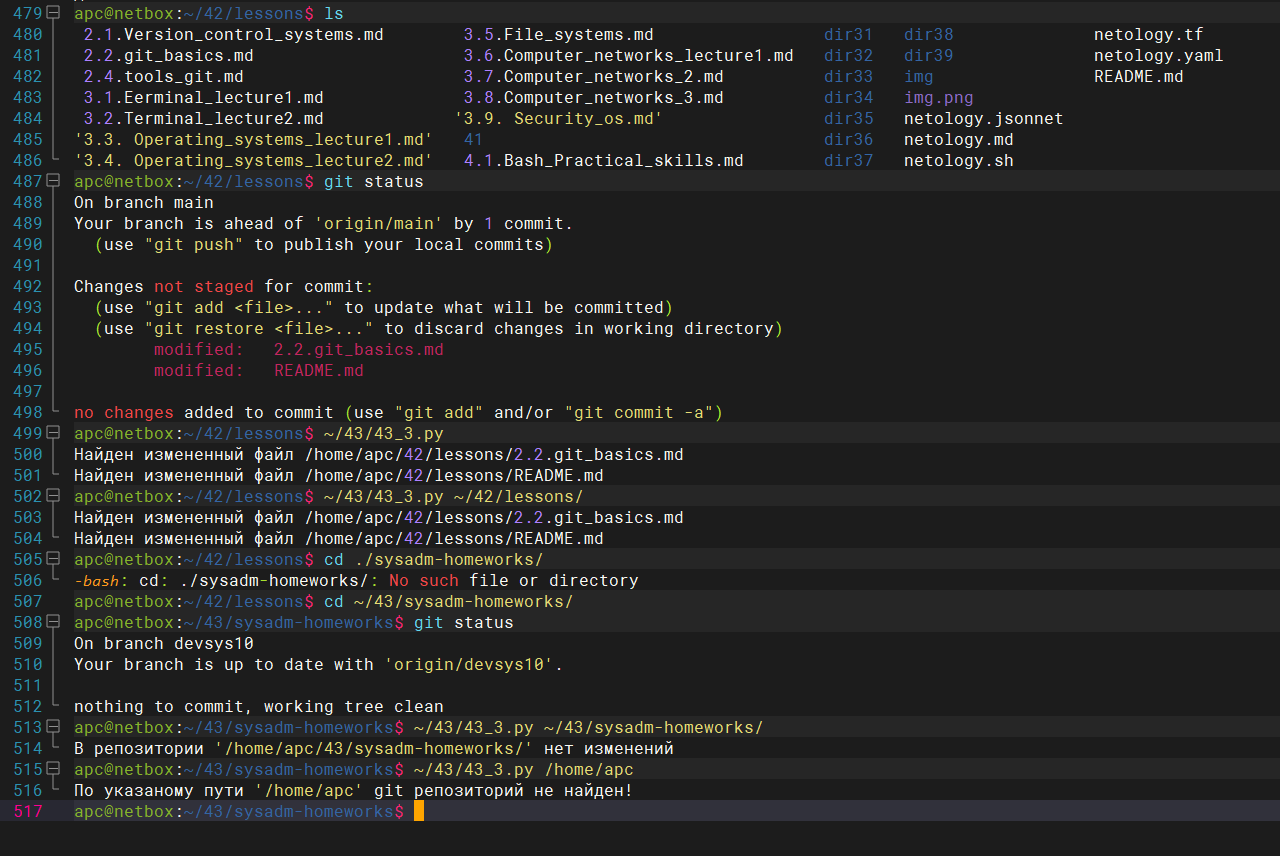 479 apc@netbox:~/42/lessons$ ls
480 2.1.Version_control_systems.md 3.5.File_systems.md dir31 dir38 netology.tf
481 2.2.git_basics.md 3.6.Computer_networks_lecture1.md dir32 dir39 netology.yaml
482 2.4.tools_git.md 3.7.Computer_networks_2.md dir33 img README.md
483 3.1.Eerminal_lecture1.md 3.8.Computer_networks_3.md dir34 img.png
484 3.2.Terminal_lecture2.md '3.9. Security_os.md' dir35 netology.jsonnet
485 '3.3. Operating_systems_lecture1.md' 41 dir36 netology.md
486 '3.4. Operating_systems_lecture2.md' 4.1.Bash_Practical_skills.md dir37 netology.sh
487 apc@netbox:~/42/lessons$ git status
488 On branch main
489 Your branch is ahead of 'origin/main' by 1 commit.
490 (use "git push" to publish your local commits)
491
492 Changes not staged for commit:
493 (use "git add <file>..." to update what will be committed)
494 (use "git restore <file>..." to discard changes in working directory)
495 modified: 2.2.git_basics.md
496 modified: README.md
497
498 no changes added to commit (use "git add" and/or "git commit -a")
499 apc@netbox:~/42/lessons$ ~/43/43_3.py
500 Найден измененный файл /home/apc/42/lessons/2.2.git_basics.md
501 Найден измененный файл /home/apc/42/lessons/README.md
502 apc@netbox:~/42/lessons$ ~/43/43_3.py ~/42/lessons/
503 Найден измененный файл /home/apc/42/lessons/2.2.git_basics.md
504 Найден измененный файл /home/apc/42/lessons/README.md
505 apc@netbox:~/42/lessons$ cd ./sysadm-homeworks/
506 -bash: cd: ./sysadm-homeworks/: No such file or directory
507 apc@netbox:~/42/lessons$ cd ~/43/sysadm-homeworks/
508 apc@netbox:~/43/sysadm-homeworks$ git status
509 On branch devsys10
510 Your branch is up to date with 'origin/devsys10'.
511
512 nothing to commit, working tree clean
513 apc@netbox:~/43/sysadm-homeworks$ ~/43/43_3.py ~/43/sysadm-homeworks/
514 В репозитории '/home/apc/43/sysadm-homeworks/' нет изменений
515 apc@netbox:~/43/sysadm-homeworks$ ~/43/43_3.py /home/apc
516 По указаному пути '/home/apc' git репозиторий не найден!
517 apc@netbox:~/43/sysadm-homeworks$